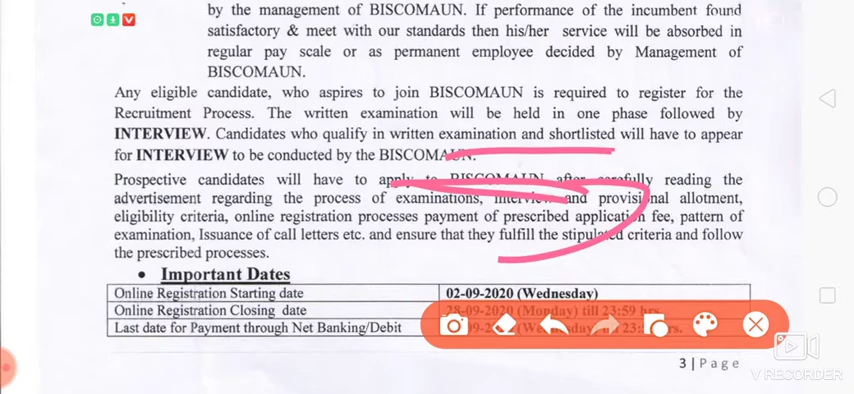 by the management of BISCOMAUN. If performance of the incumbent found
satisfactory & meet with our standards then his/her service will be absorbed in
regular pay scale or as permanent employee decided by Management of
BISCOMAUN.
Any eligible candidate, who aspires to join BISCOMAUN is required to register for the
Recruitment Process. The written examination will be held in one phase followed by
INTERVIEW. Candidates who qualify in written examination and shortlisted will have to appear
for INTERVIEW to be conducted by the BISCOMAUN.
Prospective candidates will have to apply to BISCOMAUN after carefully reading the
advertisement regarding the process of examinations, interview and provisional allotment,
eligibility criteria, online registration processes payment of prescribed application fee, pattern of
examination, Issuance of call letters etc. and ensure that they fulfill the stipulated criteria and follow
the prescribed processes.
• Important Dates
Online Registration Starting date 02-09-2020 (Wednesday)
Online Registration Closing date 28-09-2020 (Monday) till 23:59 hrs.
Last date for Payment through Net Banking/Debit
3 | Page
V RECORDER